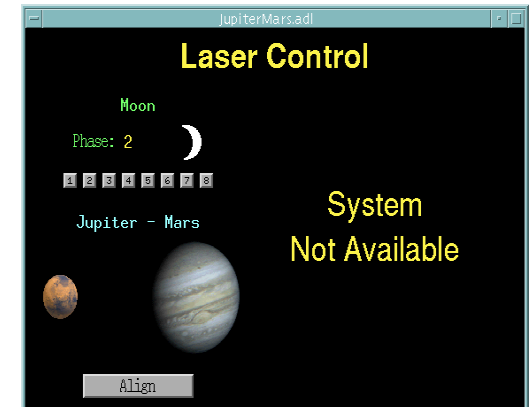 JupiterMars.adl
Laser Control
Moon
Phase: 2
1 2 3 4 5 6 7 8
Jupiter - Mars
System
Not Available
Align